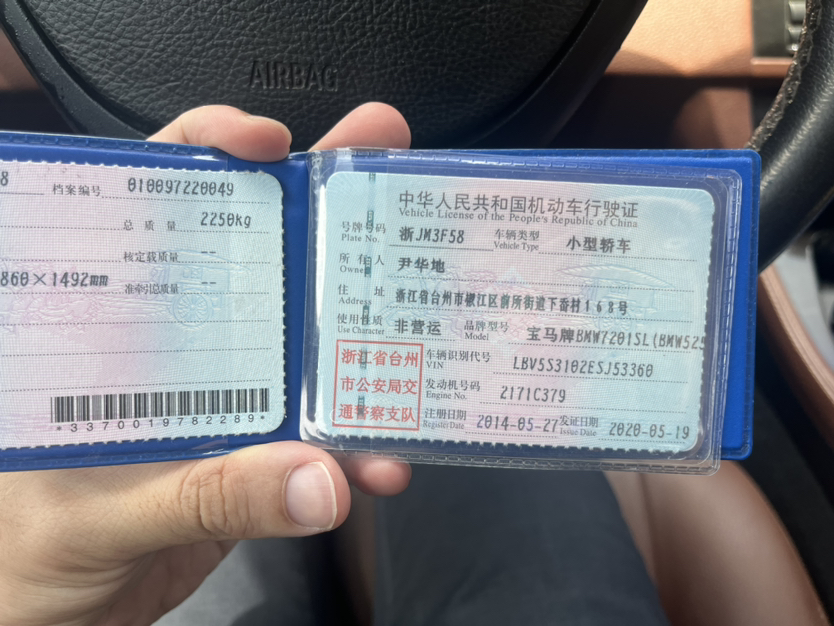 AIRBAG
8 档案编号 010097220049
总质量 2250kg
核定载质量 --
860×1492mm 准牵引总质量 --
*3370019782289*
中华人民共和国机动车行驶证
Vehicle License of the People's Republic of China
号牌号码 浙JM3F58 车辆类型 小型轿车
Plate No. Vehicle Type
所有人 尹华地
Owner
住址 浙江省台州市椒江区前所街道下岙村168号
Address
使用性质 非营运 品牌型号 宝马牌BMW7201SL(BMW525
Use Character Model
浙江省台州
市公安局交
通警察支队
车辆识别代号 LBV5S3102ESJ53360
VIN
发动机号码 2171C379
Engine No.
注册日期 2014-05-27 发证日期 2020-05-19
Register Date Issue Date